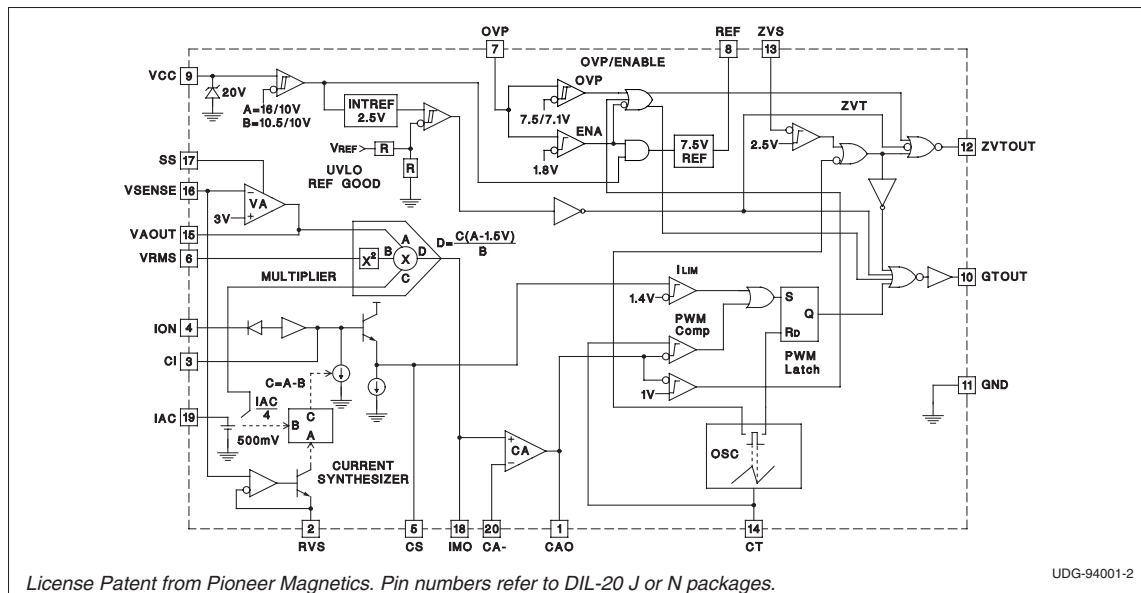 OVP
7
REF
8
ZVS
13
OVP/ENABLE
VCC
9
20V
A=16/10V
B=10.5/10V
INTREF
2.5V
OVP
7.5/7.1V
ENA
1.8V
7.5V
REF
ZVT
2.5V
12
ZVTOUT
VREF
R
R
UVLO
REF GOOD
SS
17
VSENSE
16
VA
3V
VAOUT
15
VRMS
6
MULTIPLIER
X²
B
A
X
C
D
D=C(A-1.5V)
B
ILIM
1.4V
10
GTOUT
S
Q
RD
PWM
Comp
PWM
Latch
ION
4
CI
3
1V
11
GND
C=A-B
IAC
19
IAC
4
500mV
B
C
A
CURRENT
SYNTHESIZER
CA
+
−
OSC
2
RVS
5
CS
18
IMO
20
CA-
1
CAO
14
CT
License Patent from Pioneer Magnetics. Pin numbers refer to DIL-20 J or N packages.
UDG-94001-2